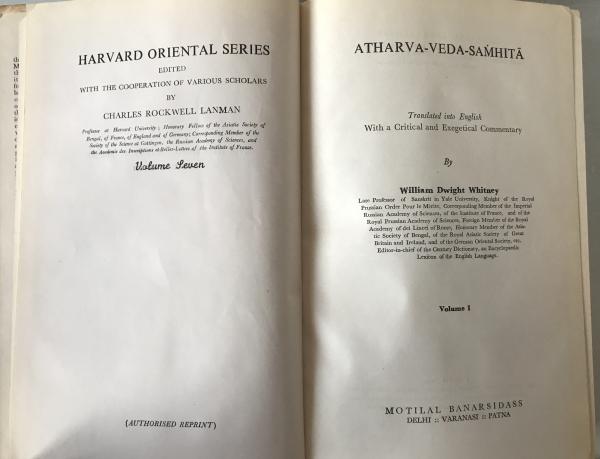 HARVARD ORIENTAL SERIES
EDITED
WITH THE COOPERATION OF VARIOUS SCHOLARS
BY
CHARLES ROCKWELL LANMAN
Professor at Harvard University; Honorary Fellow of the Asiatic Society of
Bengal, of France, of England and of Germany; Corresponding Member of the
Society of the Science at Gottingen, the Russian Academy of Sciences, and
the Academie des Inscriptions et Belles-Lettres of the Institute of France.
Volume Seven
(AUTHORISED REPRINT)
ATHARVA-VEDA-SAṀHITĀ
Translated into English
With a Critical and Exegetical Commentary
By
William Dwight Whitney
Late Professor of Sanskrit in Yale University, Knight of the Royal
Prussian Order Pour le Mérite, Corresponding Member of the Imperial
Russian Academy of Sciences, of the Institute of France, and of the
Royal Prussian Academy of Sciences, Foreign Member of the Royal
Academy of dei Lincei of Rome, Honorary Member of the Asia-
tic Society of Bengal, of the Royal Asiatic Society of Great
Britain and Ireland, and of the German Oriental Society, etc.
Editor-in-chief of the Century Dictionary, an Encyclopaedic
Lexicon of the English Language.
Volume I
MOTILAL BANARSIDASS
DELHI :: VARANASI :: PATNA